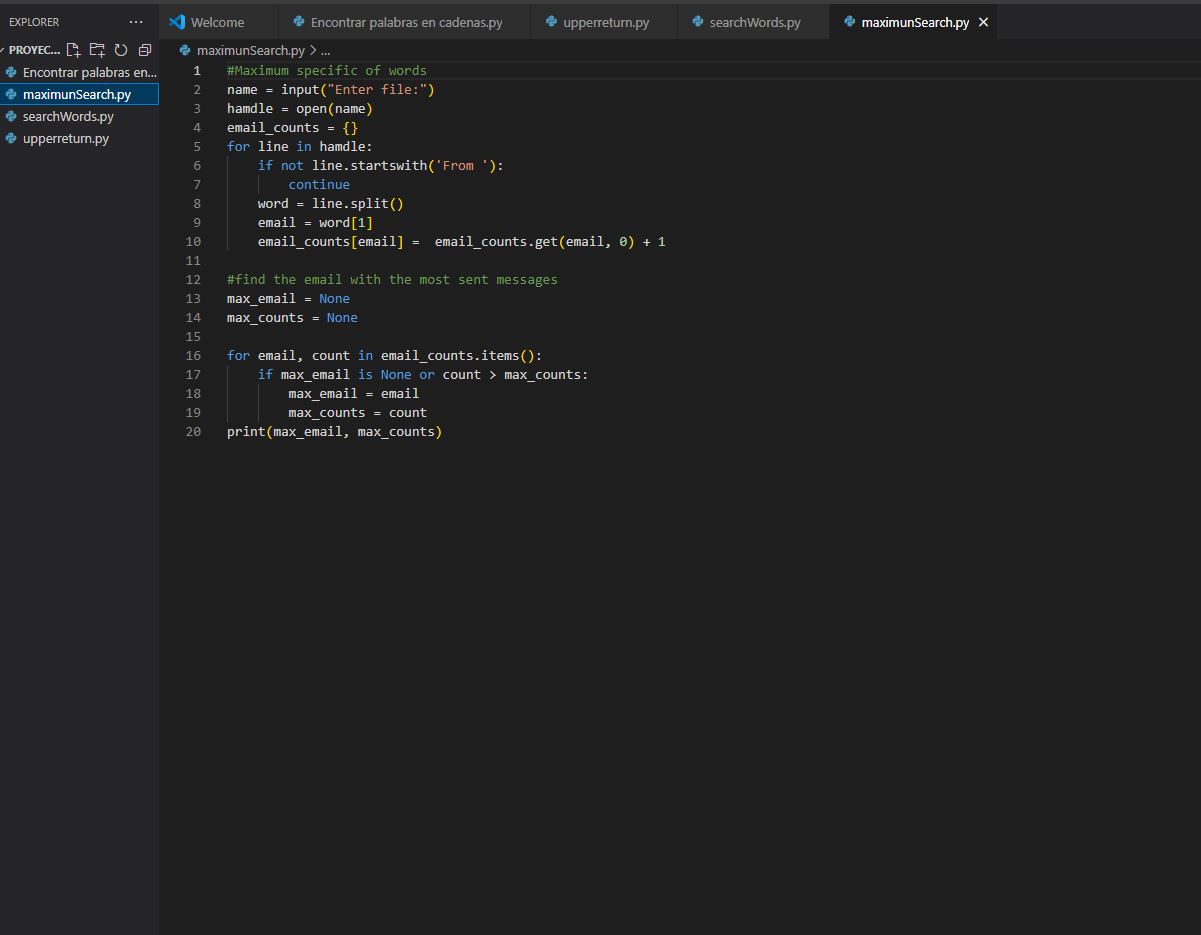 EXPLORER
...
PROYEC...
Encontrar palabras en...
maximunSearch.py
searchWords.py
upperreturn.py
Welcome
Encontrar palabras en cadenas.py
upperreturn.py
searchWords.py
maximunSearch.py
maximunSearch.py > ...
1 #Maximum specific of words
2 name = input("Enter file:")
3 hamdle = open(name)
4 email_counts = {}
5 for line in hamdle:
6     if not line.startswith('From '):
7         continue
8     word = line.split()
9     email = word[1]
10     email_counts[email] =  email_counts.get(email, 0) + 1
11
12 #find the email with the most sent messages
13 max_email = None
14 max_counts = None
15
16 for email, count in email_counts.items():
17     if max_email is None or count > max_counts:
18         max_email = email
19         max_counts = count
20 print(max_email, max_counts)